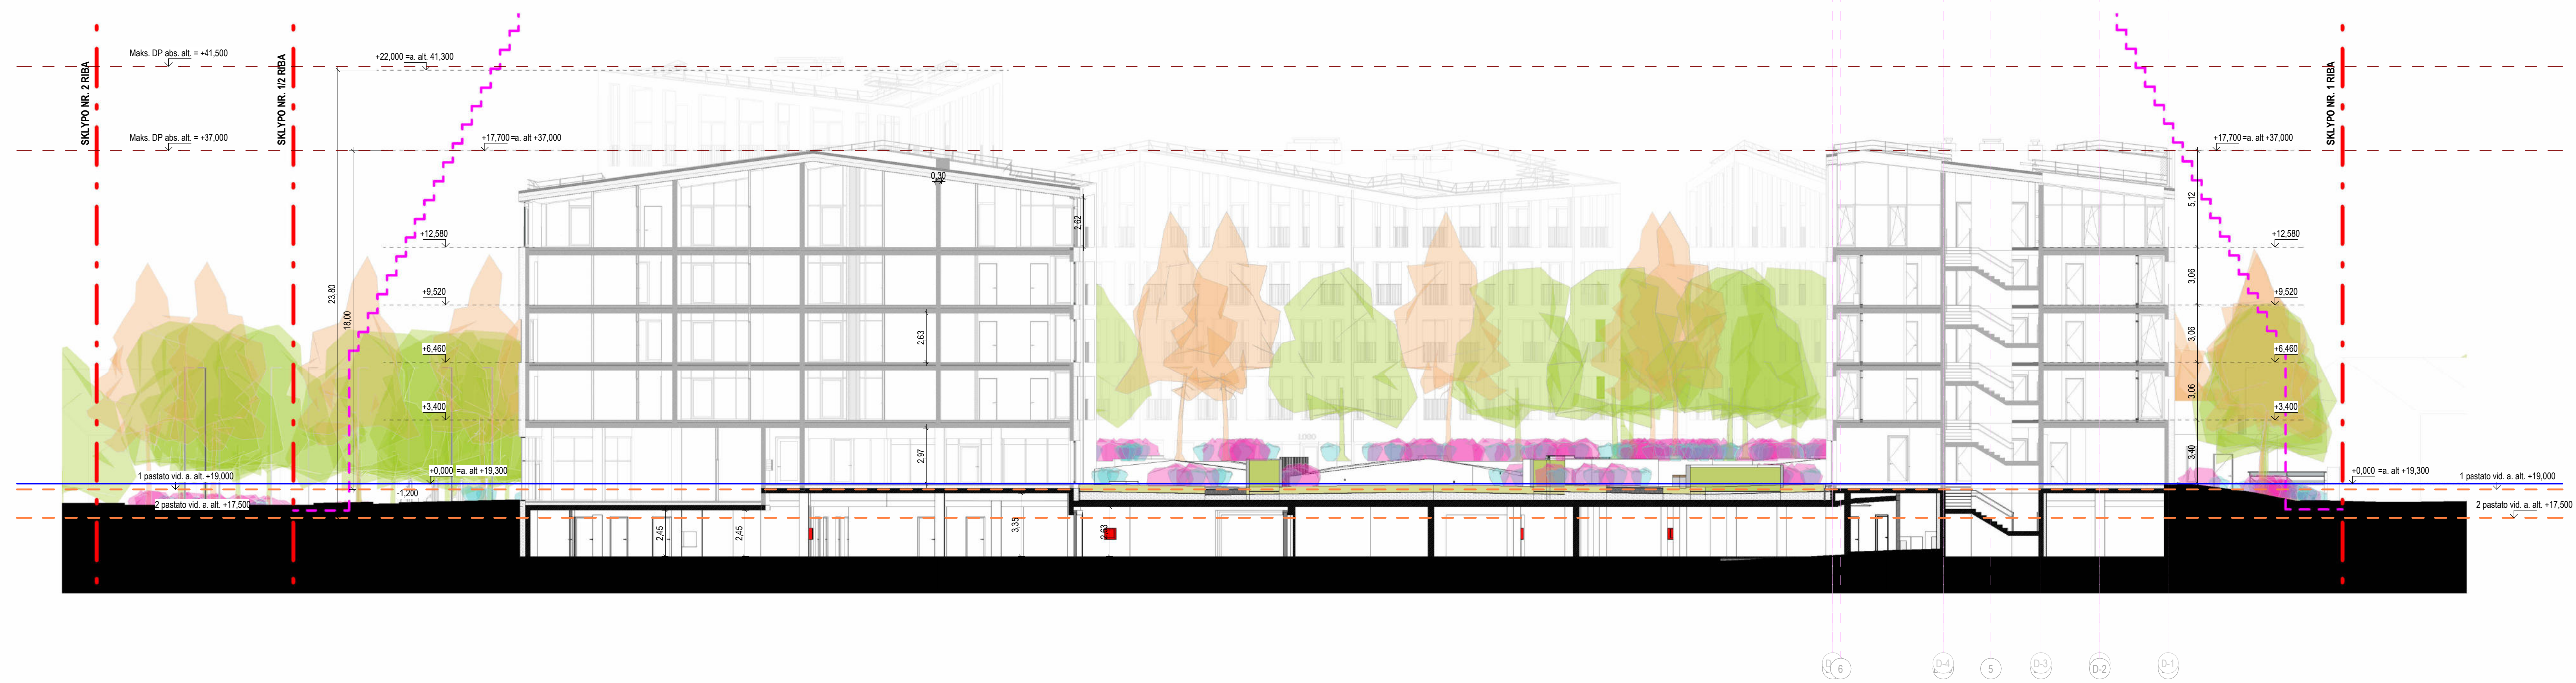 SKLYPO NR. 2 RIBA
Maks. DP abs. alt. = +41,500
Maks. DP abs. alt. = +37,000
SKLYPO NR. 1/2 RIBA
+22,000 =a. alt. 41,300
+17,700 =a. alt +37,000
23,80
18,00
+12,580
+9,520
+6,460
+3,400
+0,000 =a. alt +19,300
-1,200
1 pastato vid. a. alt. +19,000
2 pastato vid. a. alt. +17,500
0,30
2,62
2,63
2,97
2,45
2,45
3,35
2,63
+17,700 =a. alt +37,000
SKLYPO NR. 1 RIBA
5,12
+12,580
3,06
+9,520
3,06
+6,460
3,06
+3,400
3,40
+0,000 =a. alt +19,300
1 pastato vid. a. alt. +19,000
2 pastato vid. a. alt. +17,500
6
D-4
5
D-3
D-2
D-1